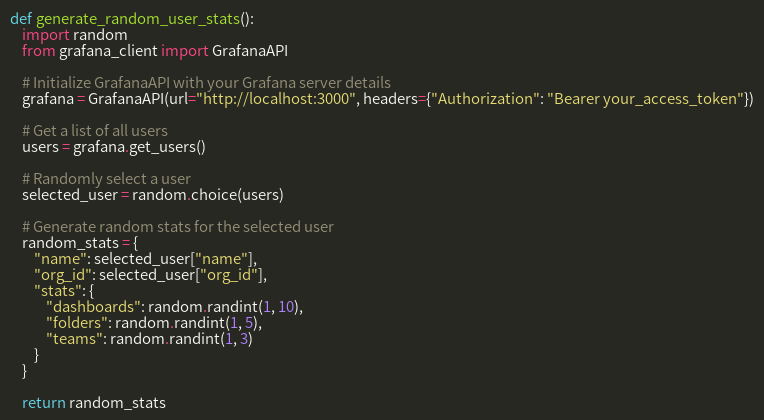 def generate_random_user_stats():
    import random
    from grafana_client import GrafanaAPI

    # Initialize GrafanaAPI with your Grafana server details
    grafana = GrafanaAPI(url="http://localhost:3000", headers={"Authorization": "Bearer your_access_token"})

    # Get a list of all users
    users = grafana.get_users()

    # Randomly select a user
    selected_user = random.choice(users)

    # Generate random stats for the selected user
    random_stats = {
        "name": selected_user["name"],
        "org_id": selected_user["org_id"],
        "stats": {
            "dashboards": random.randint(1, 10),
            "folders": random.randint(1, 5),
            "teams": random.randint(1, 3)
        }
    }

    return random_stats